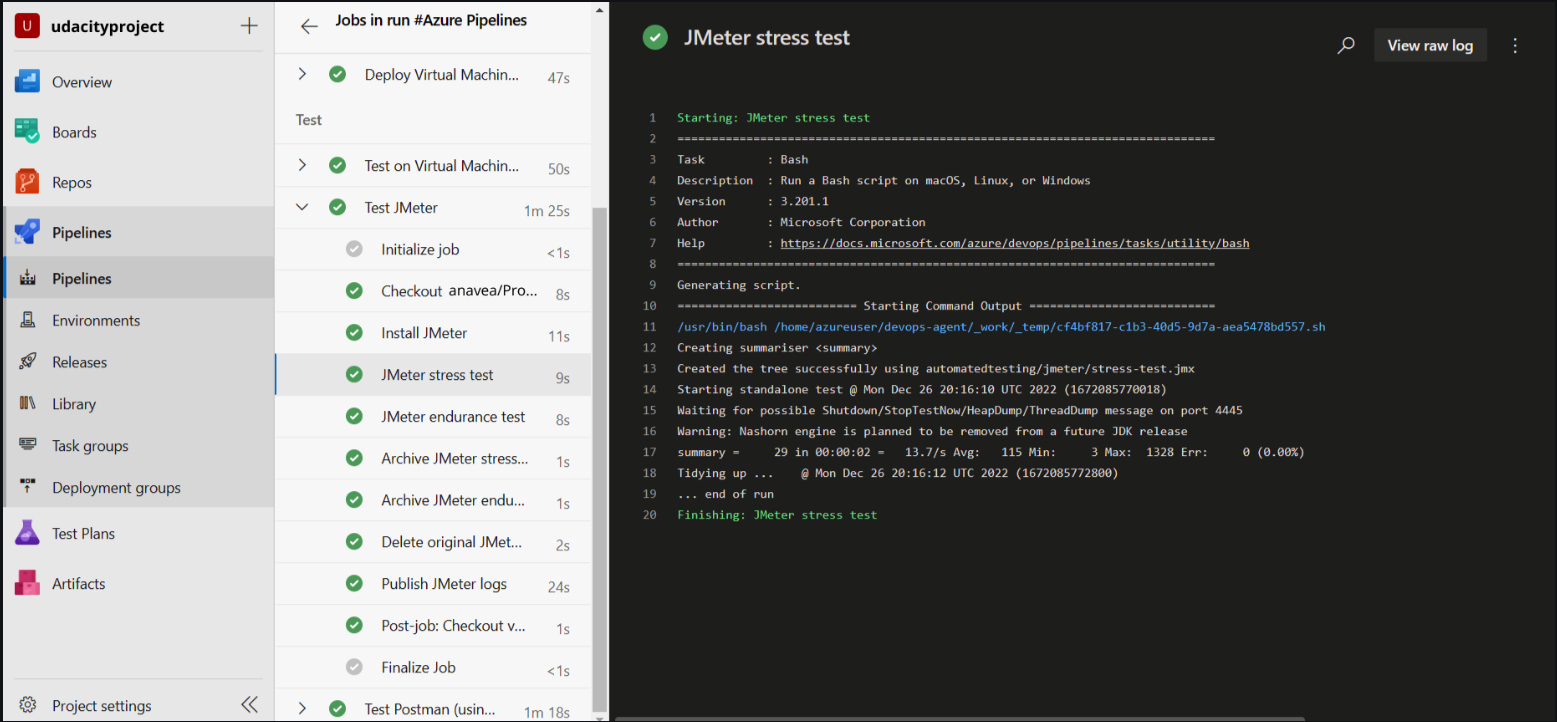 U udacityproject
Overview
Boards
Repos
Pipelines
Pipelines
Environments
Releases
Library
Task groups
Deployment groups
Test Plans
Artifacts
Project settings
Jobs in run #Azure Pipelines
Deploy Virtual Machin... 47s
Test
Test on Virtual Machin... 50s
Test JMeter 1m 25s
Initialize job <1s
Checkout anavea/Pro... 8s
Install JMeter 11s
JMeter stress test 9s
JMeter endurance test 8s
Archive JMeter stress... 1s
Archive JMeter endu... 1s
Delete original JMet... 2s
Publish JMeter logs 24s
Post-job: Checkout v... 1s
Finalize Job <1s
Test Postman (usin... 1m 18s
JMeter stress test
View raw log
1 Starting: JMeter stress test
2 ==============================================================================
3 Task         : Bash
4 Description  : Run a Bash script on macOS, Linux, or Windows
5 Version      : 3.201.1
6 Author       : Microsoft Corporation
7 Help         : https://docs.microsoft.com/azure/devops/pipelines/tasks/utility/bash
8 ==============================================================================
9 Generating script.
10 ========================== Starting Command Output ===========================
11 /usr/bin/bash /home/azureuser/devops-agent/_work/_temp/cf4bf817-c1b3-40d5-9d7a-aea5478bd557.sh
12 Creating summariser <summary>
13 Created the tree successfully using automatedtesting/jmeter/stress-test.jmx
14 Starting standalone test @ Mon Dec 26 20:16:10 UTC 2022 (1672085770018)
15 Waiting for possible Shutdown/StopTestNow/HeapDump/ThreadDump message on port 4445
16 Warning: Nashorn engine is planned to be removed from a future JDK release
17 summary =     29 in 00:00:02 =   13.7/s Avg:   115 Min:     3 Max:  1328 Err:     0 (0.00%)
18 Tidying up ...    @ Mon Dec 26 20:16:12 UTC 2022 (1672085772800)
19 ... end of run
20 Finishing: JMeter stress test